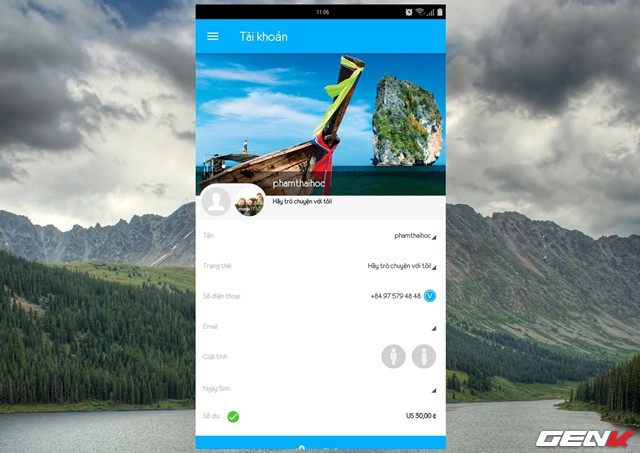 11:06
Tài khoản
phamthaihoc
Hãy trò chuyện với tôi!
Tên phamthaihoc
Trạng thái Hãy trò chuyện với tôi!
Số điện thoại +84 97 579 48 48 V
Email
Giới tính
Ngày Sinh
Số dư US 30,00 ¢
GENK